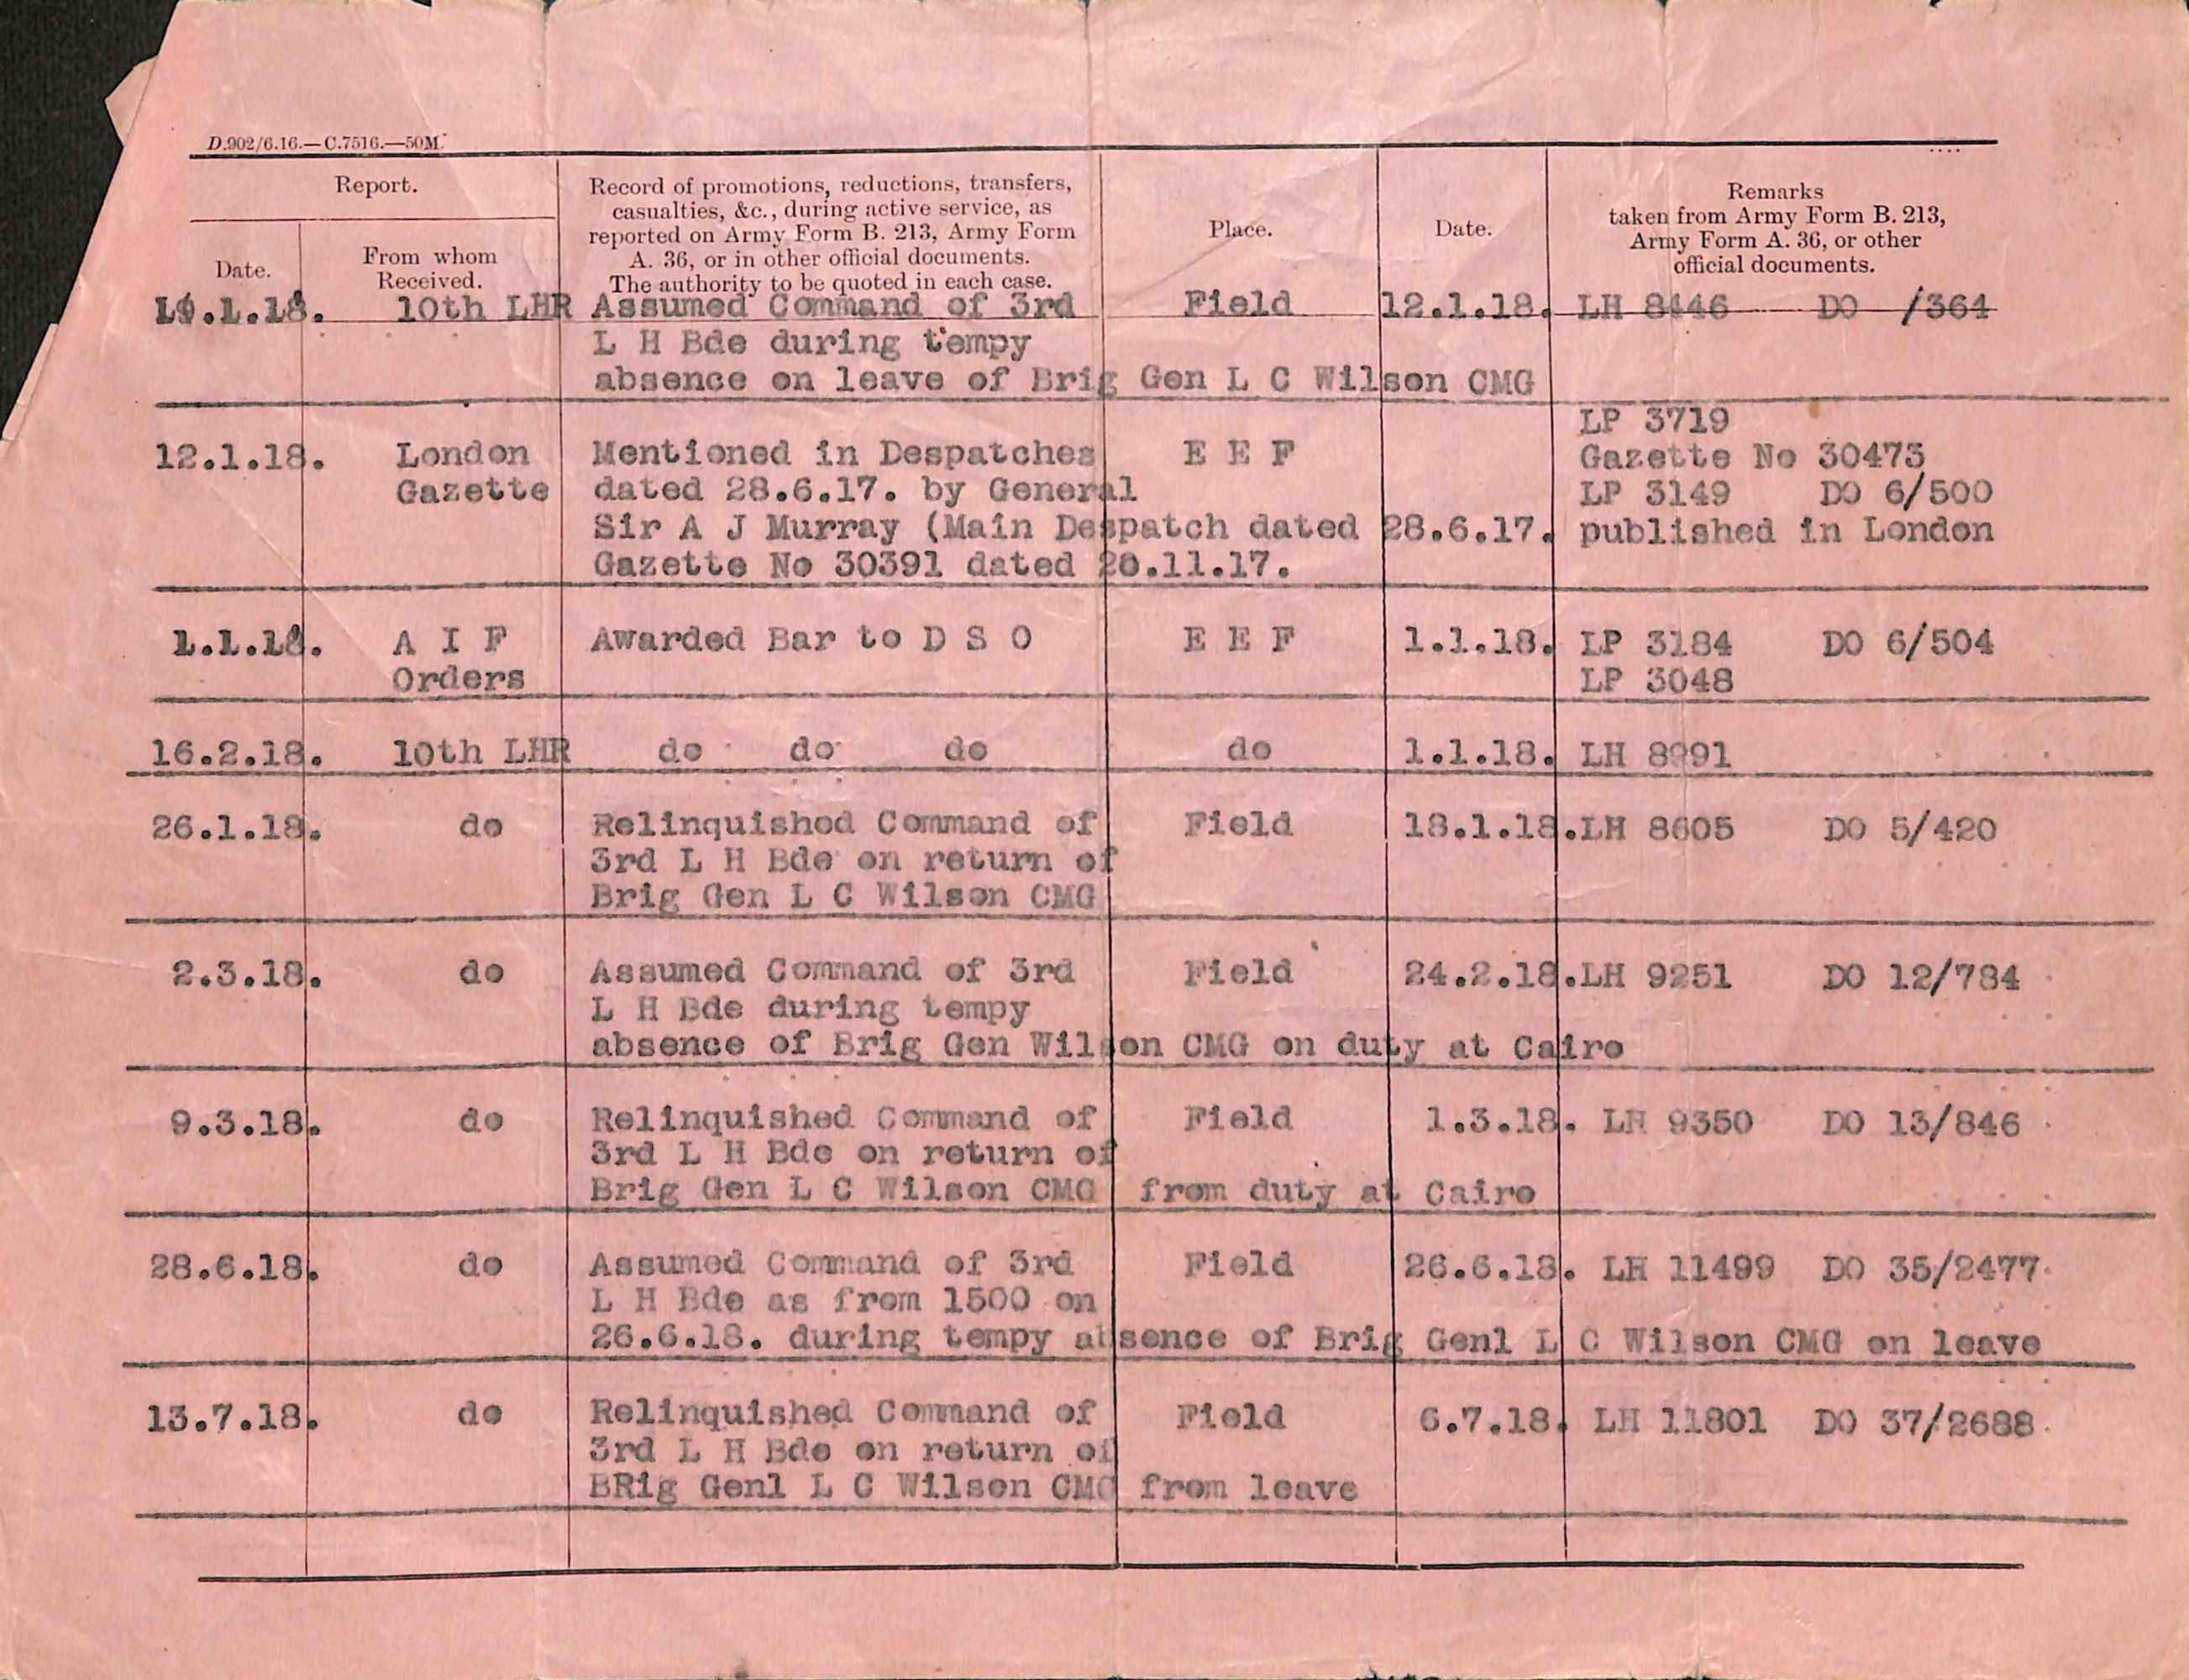 D.902/6.16.—C.7516.—50M.
Report.
Date.
From whom
Received.
Record of promotions, reductions, transfers,
casualties, &c., during active service, as
reported on Army Form B. 213, Army Form
A. 36, or in other official documents.
The authority to be quoted in each case.
Place.
Date.
Remarks
taken from Army Form B. 213,
Army Form A. 36, or other
official documents.
19.1.18. 10th LHR Assumed Command of 3rd Field 12.1.18. LH 8446 DO /364
L H Bde during tempy
absence on leave of Brig Gen L C Wilson CMG
LP 3719
12.1.18. London Mentioned in Despatches E E F Gazette No 30473
Gazette dated 28.6.17. by General LP 3149 DO 6/500
Sir A J Murray (Main Despatch dated 28.6.17. published in London
Gazette No 30391 dated 20.11.17.
1.1.18. A I F Awarded Bar to D S O E E F 1.1.18. LP 3184 DO 6/504
Orders LP 3048
16.2.18. 10th LHR do do do do 1.1.18. LH 8991
26.1.18. do Relinquished Command of Field 18.1.18. LH 8605 DO 5/420
3rd L H Bde on return of
Brig Gen L C Wilson CMG
2.3.18. do Assumed Command of 3rd Field 24.2.18. LH 9251 DO 12/784
L H Bde during tempy
absence of Brig Gen Wilson CMG on duty at Cairo
9.3.18. do Relinquished Command of Field 1.3.18. LH 9350 DO 13/846
3rd L H Bde on return of
Brig Gen L C Wilson CMG from duty at Cairo
28.6.18. do Assumed Command of 3rd Field 26.6.18. LH 11499 DO 35/2477
L H Bde as from 1500 on
26.6.18. during tempy absence of Brig Genl L C Wilson CMG on leave
13.7.18. do Relinquished Command of Field 6.7.18. LH 11801 DO 37/2688
3rd L H Bde on return of
BRig Genl L C Wilson CMG from leave